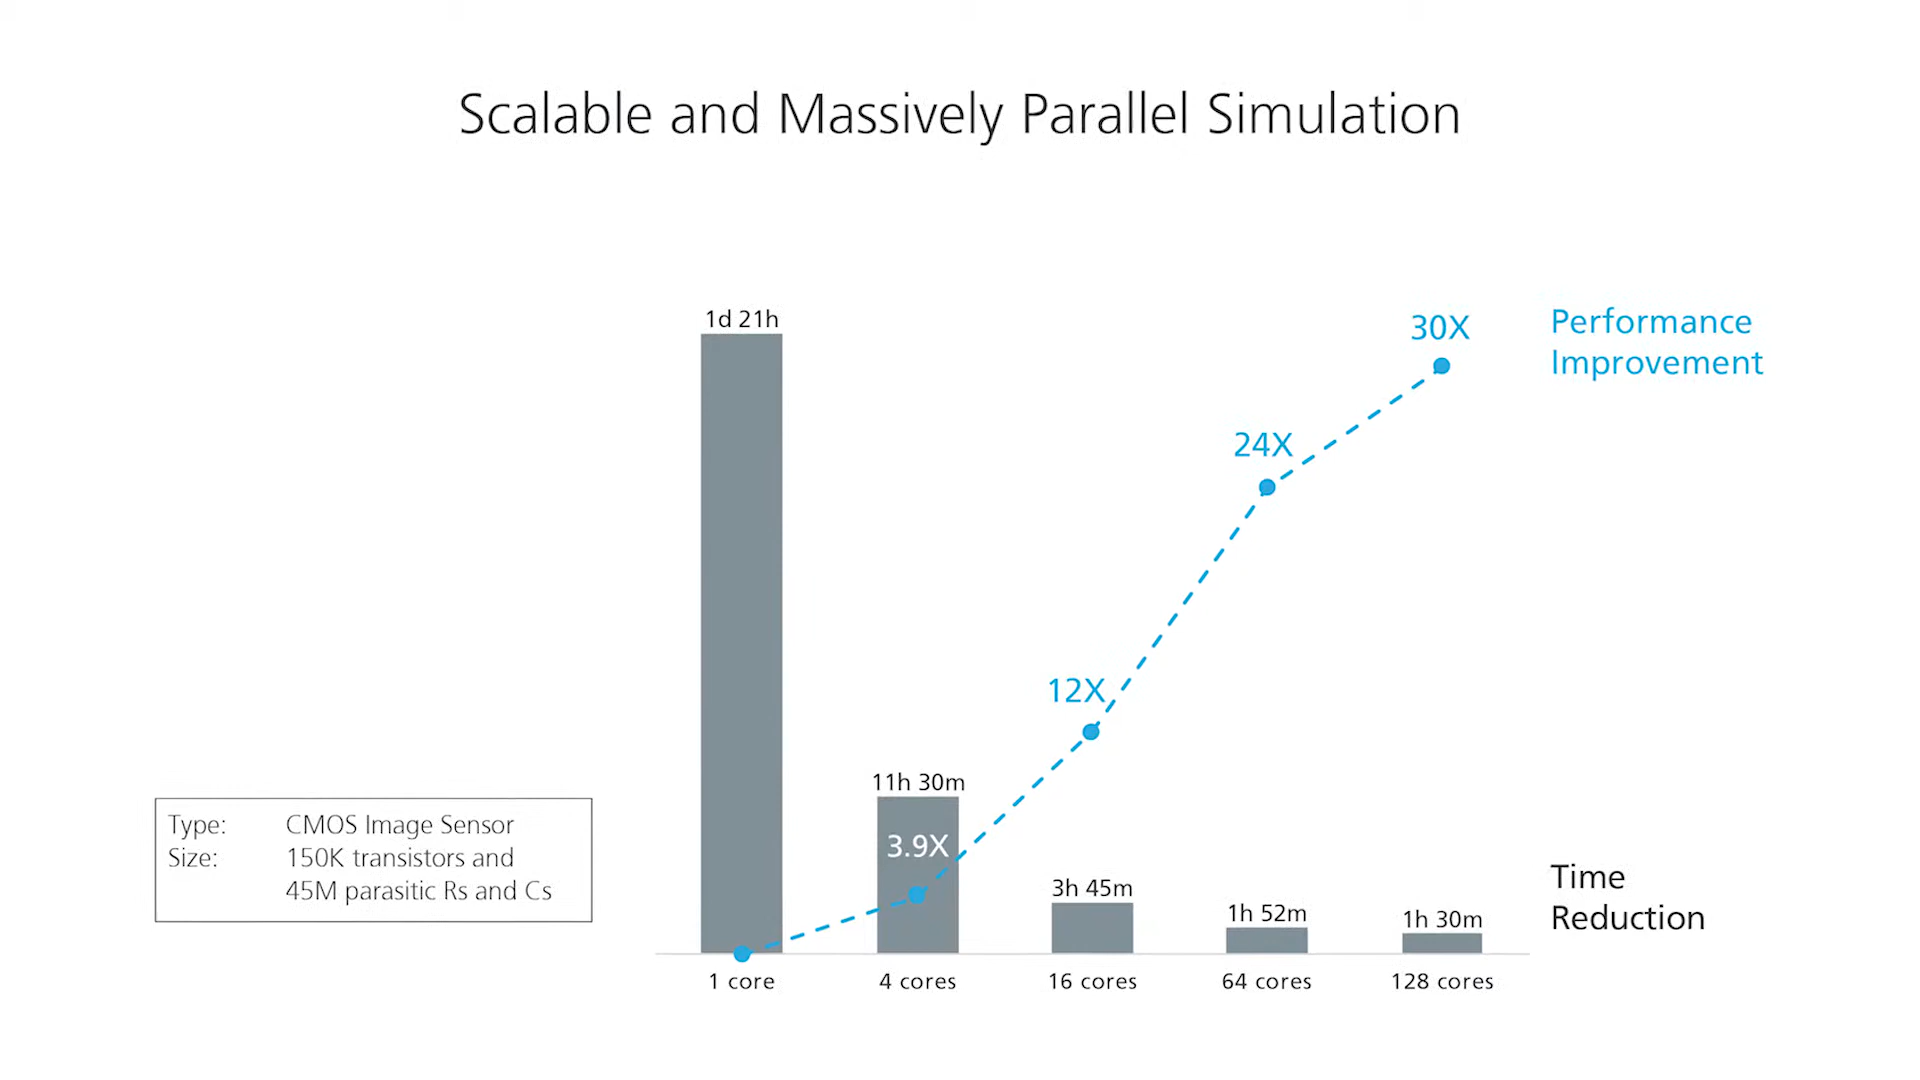 Scalable and Massively Parallel Simulation
1d 21h
30X
Performance
Improvement
24X
12X
11h 30m
3.9X
Type: CMOS Image Sensor
Size: 150K transistors and
45M parasitic Rs and Cs
3h 45m
1h 52m
1h 30m
Time
Reduction
1 core
4 cores
16 cores
64 cores
128 cores